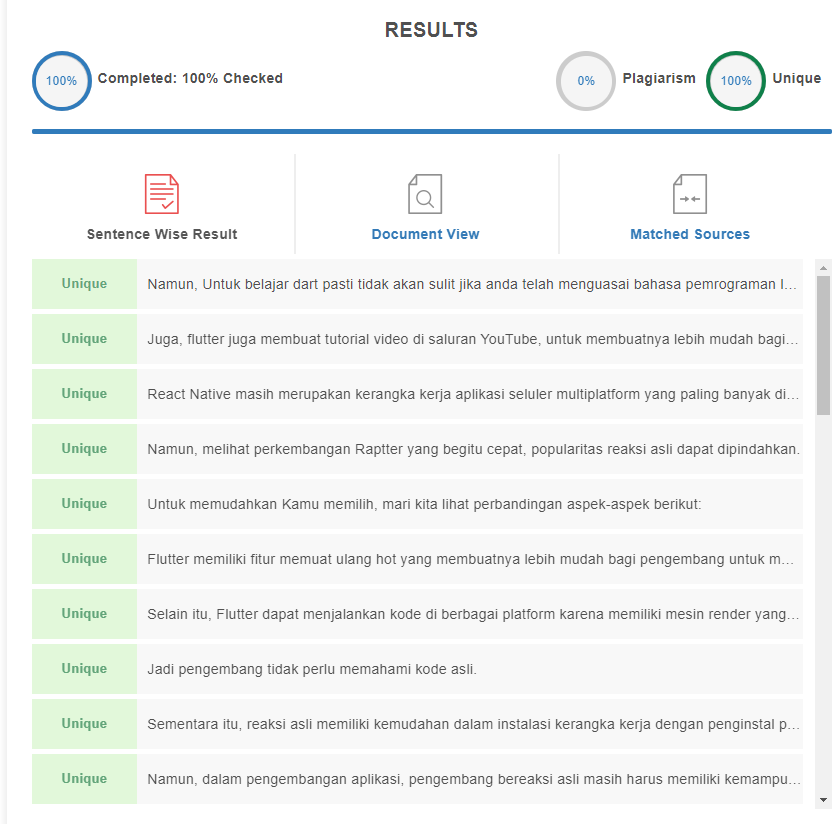 RESULTS
100% Completed: 100% Checked 0% Plagiarism 100% Unique
Sentence Wise Result Document View Matched Sources
Unique Namun, Untuk belajar dart pasti tidak akan sulit jika anda telah menguasai bahasa pemrograman l...
Unique Juga, flutter juga membuat tutorial video di saluran YouTube, untuk membuatnya lebih mudah bagi...
Unique React Native masih merupakan kerangka kerja aplikasi seluler multiplatform yang paling banyak di...
Unique Namun, melihat perkembangan Raptter yang begitu cepat, popularitas reaksi asli dapat dipindahkan.
Unique Untuk memudahkan Kamu memilih, mari kita lihat perbandingan aspek-aspek berikut:
Unique Flutter memiliki fitur memuat ulang hot yang membuatnya lebih mudah bagi pengembang untuk m...
Unique Selain itu, Flutter dapat menjalankan kode di berbagai platform karena memiliki mesin render yang...
Unique Jadi pengembang tidak perlu memahami kode asli.
Unique Sementara itu, reaksi asli memiliki kemudahan dalam instalasi kerangka kerja dengan penginstal p...
Unique Namun, dalam pengembangan aplikasi, pengembang bereaksi asli masih harus memiliki kemampu...